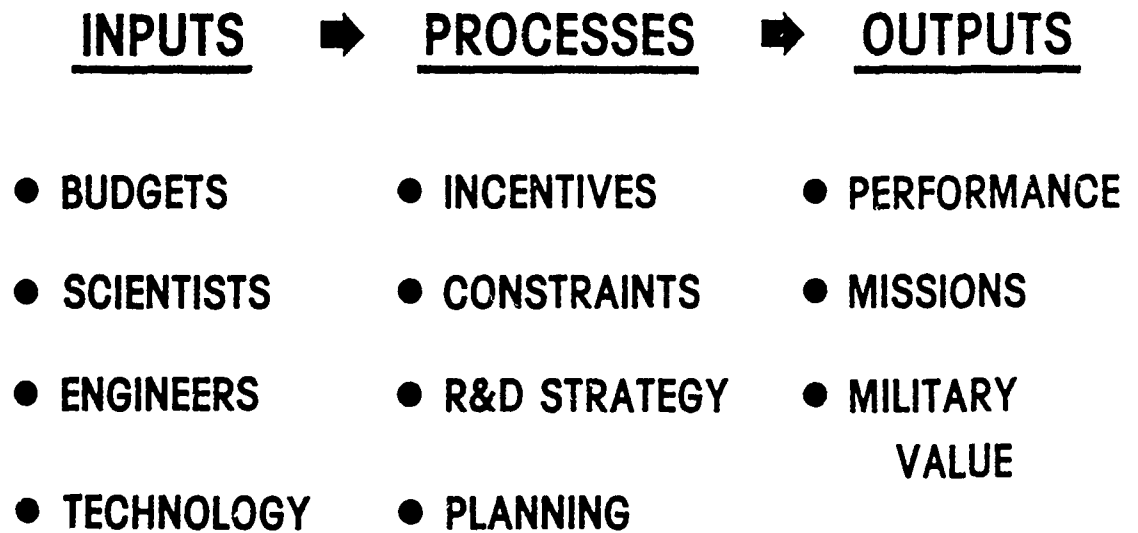 INPUTS ➡ PROCESSES ➡ OUTPUTS
● BUDGETS ● INCENTIVES ● PERFORMANCE
● SCIENTISTS ● CONSTRAINTS ● MISSIONS
● ENGINEERS ● R&D STRATEGY ● MILITARY
VALUE
● TECHNOLOGY ● PLANNING